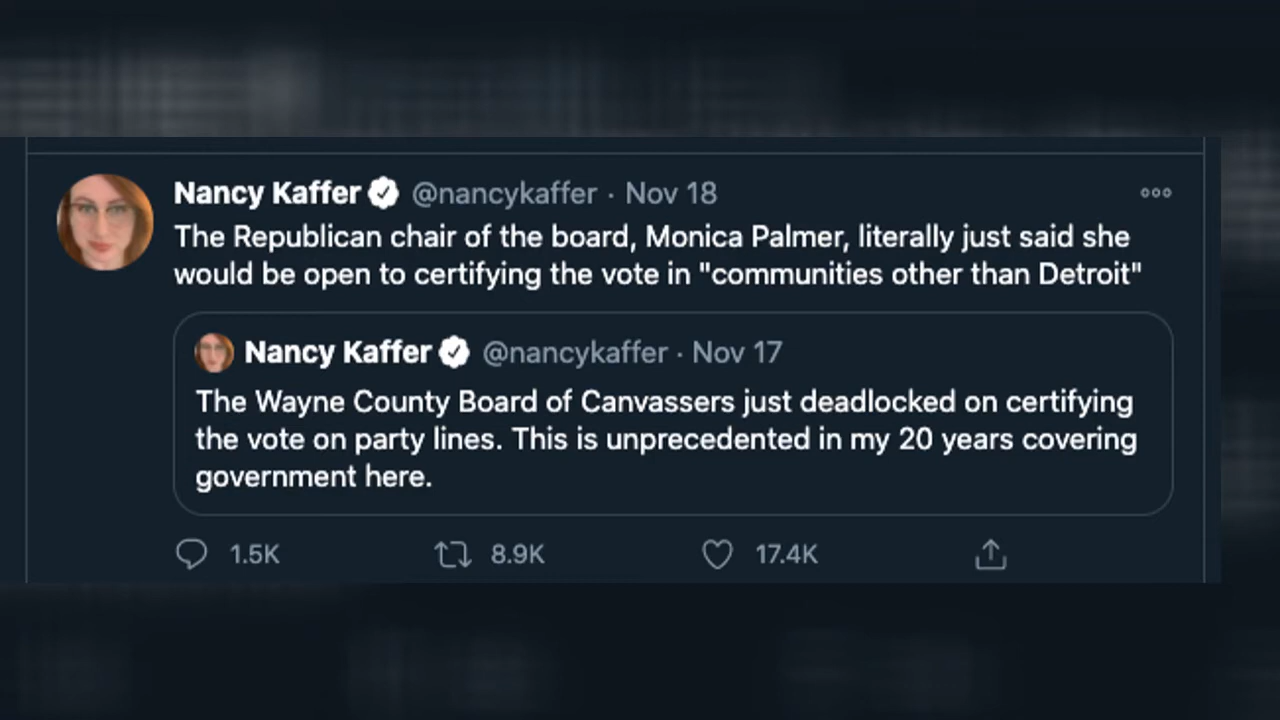 Nancy Kaffer @nancykaffer · Nov 18
The Republican chair of the board, Monica Palmer, literally just said she
would be open to certifying the vote in "communities other than Detroit"
Nancy Kaffer @nancykaffer · Nov 17
The Wayne County Board of Canvassers just deadlocked on certifying
the vote on party lines. This is unprecedented in my 20 years covering
government here.
1.5K 8.9K 17.4K